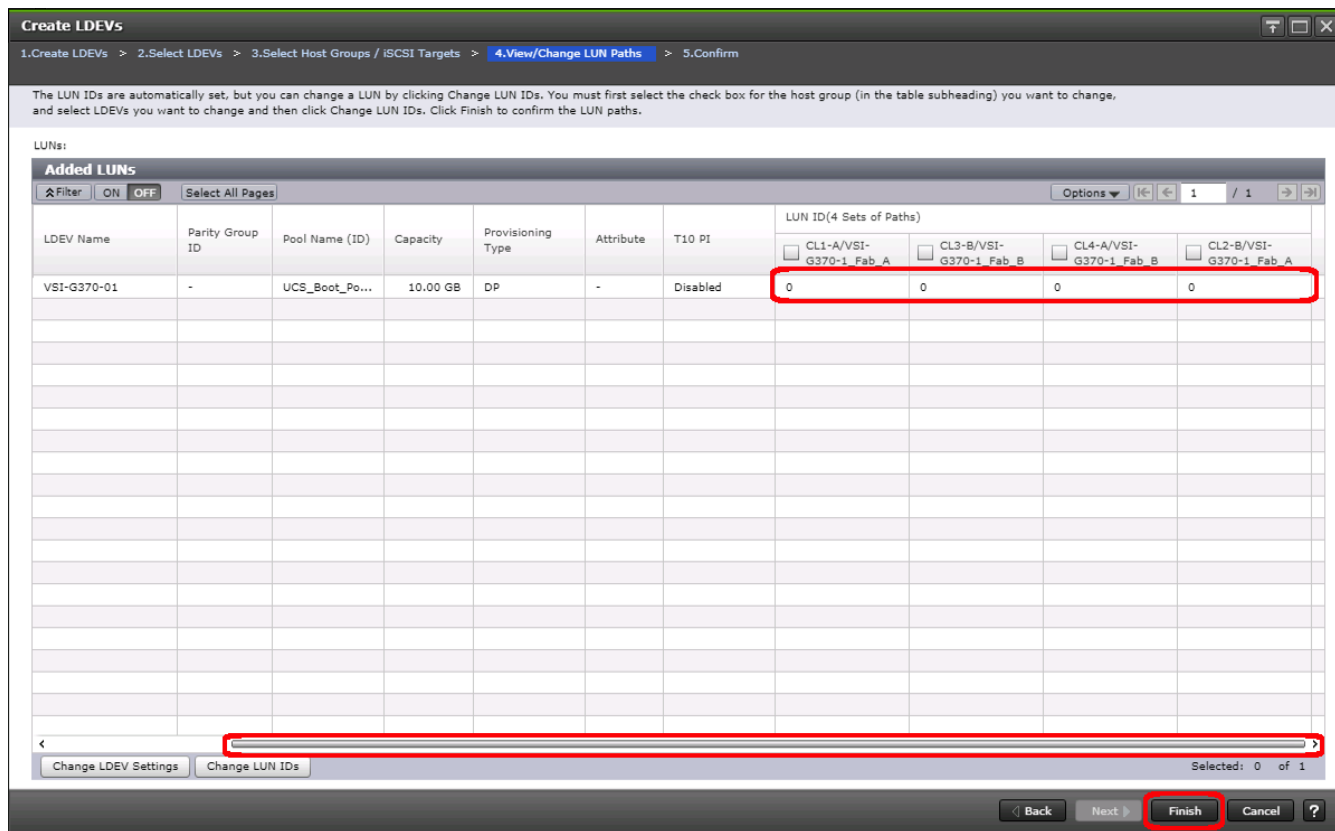 Create LDEVs
1.Create LDEVs > 2.Select LDEVs > 3.Select Host Groups / iSCSI Targets > 4.View/Change LUN Paths > 5.Confirm
The LUN IDs are automatically set, but you can change a LUN by clicking Change LUN IDs. You must first select the check box for the host group (in the table subheading) you want to change,
and select LDEVs you want to change and then click Change LUN IDs. Click Finish to confirm the LUN paths.
LUNs:
Added LUNs
Filter ON OFF Select All Pages Options 1 / 1
LUN ID(4 Sets of Paths)
LDEV Name Parity Group ID Pool Name (ID) Capacity Provisioning Type Attribute T10 PI CL1-A/VSI-G370-1_Fab_A CL3-B/VSI-G370-1_Fab_B CL4-A/VSI-G370-1_Fab_B CL2-B/VSI-G370-1_Fab_A
VSI-G370-01 - UCS_Boot_Po... 10.00 GB DP - Disabled 0 0 0 0
Change LDEV Settings Change LUN IDs Selected: 0 of 1
Back Next Finish Cancel ?